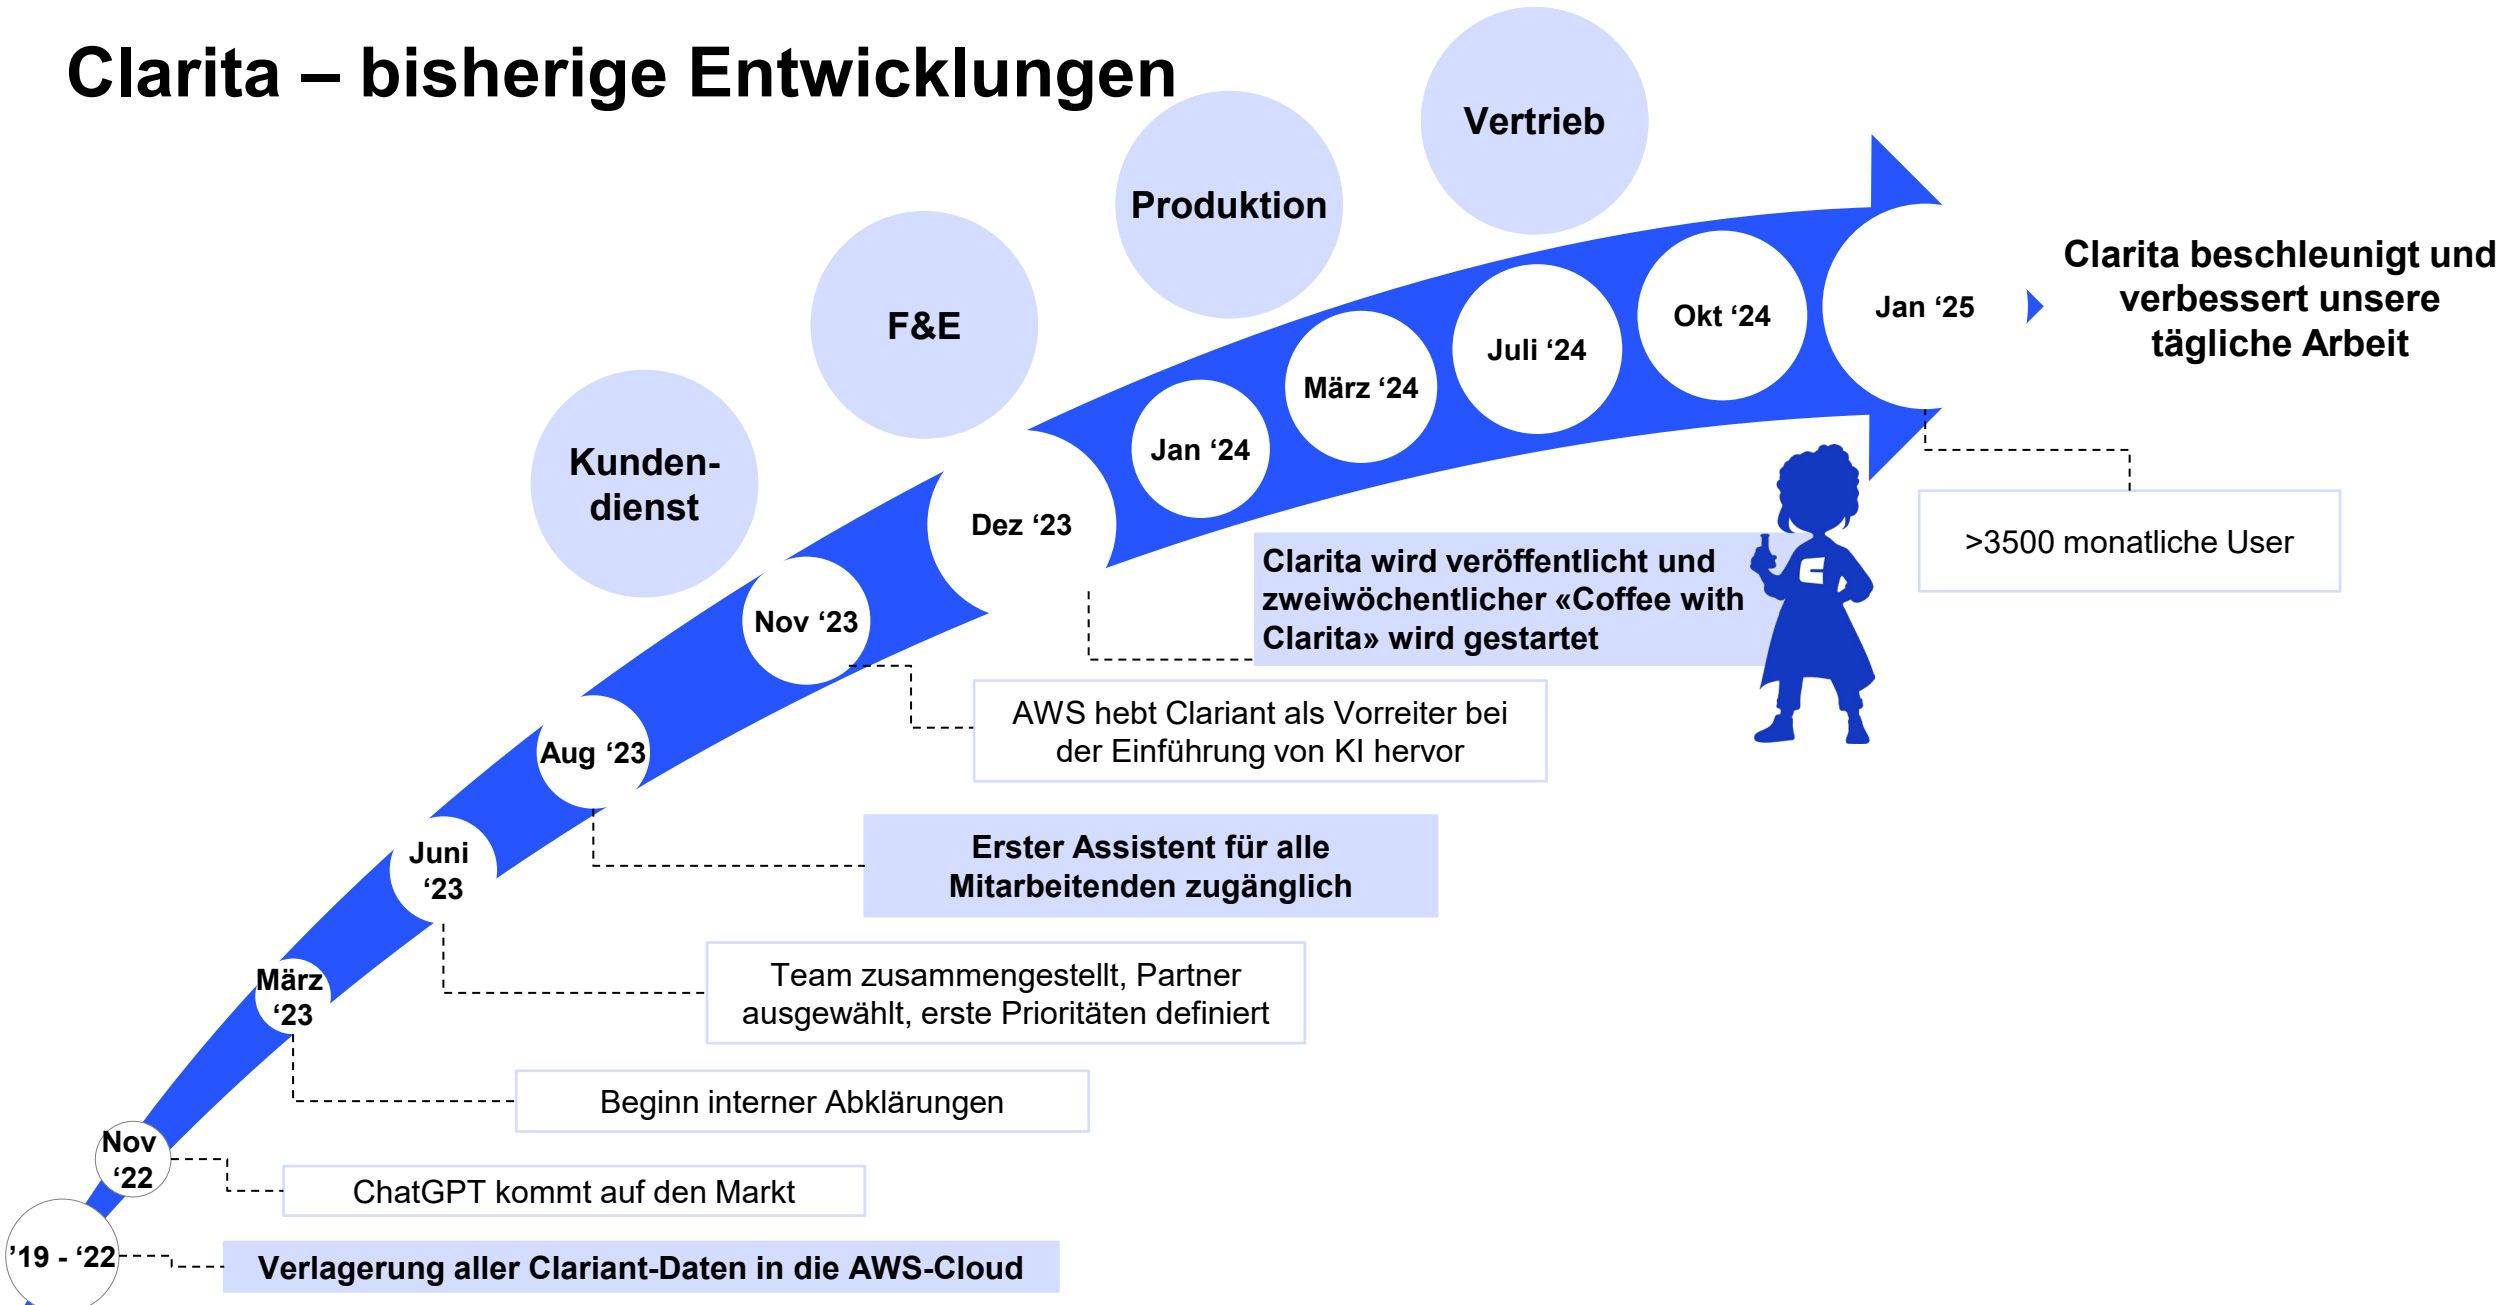 Clarita – bisherige Entwicklungen
Vertrieb
Produktion
F&E
Kunden-
dienst
Clarita beschleunigt und
verbessert unsere
tägliche Arbeit
Jan ‘25
Okt ‘24
Juli ‘24
März ‘24
Jan ‘24
Dez ‘23
>3500 monatliche User
Clarita wird veröffentlicht und
zweiwöchentlicher «Coffee with
Clarita» wird gestartet
Nov ‘23
AWS hebt Clariant als Vorreiter bei
der Einführung von KI hervor
Aug ‘23
Erster Assistent für alle
Mitarbeitenden zugänglich
Juni
‘23
Team zusammengestellt, Partner
ausgewählt, erste Prioritäten definiert
März
‘23
Beginn interner Abklärungen
Nov
‘22
ChatGPT kommt auf den Markt
’19 - ‘22
Verlagerung aller Clariant-Daten in die AWS-Cloud